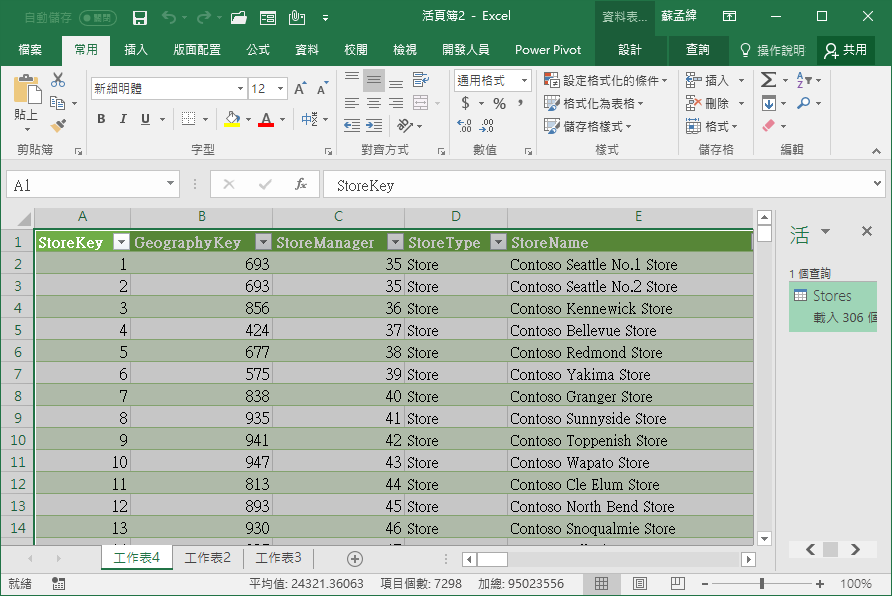 自動儲存 關閉 活頁簿2 - Excel 資料表... 蘇孟緯
檔案 常用 插入 版面配置 公式 資料 校閱 檢視 開發人員 Power Pivot 設計 查詢 操作說明 共用
貼上 新細明體 12 通用格式 設定格式化的條件 插入
B I U 中 $ % , 格式化為表格 刪除
儲存格樣式 格式
剪貼簿 字型 對齊方式 數值 樣式 儲存格 編輯
A1 fx StoreKey
A B C D E
1 StoreKey GeographyKey StoreManager StoreType StoreName
2 1 693 35 Store Contoso Seattle No.1 Store
3 2 693 35 Store Contoso Seattle No.2 Store
4 3 856 36 Store Contoso Kennewick Store
5 4 424 37 Store Contoso Bellevue Store
6 5 677 38 Store Contoso Redmond Store
7 6 575 39 Store Contoso Yakima Store
8 7 838 40 Store Contoso Granger Store
9 8 935 41 Store Contoso Sunnyside Store
10 9 941 42 Store Contoso Toppenish Store
11 10 947 43 Store Contoso Wapato Store
12 11 813 44 Store Contoso Cle Elum Store
13 12 893 45 Store Contoso North Bend Store
14 13 930 46 Store Contoso Snoqualmie Store
活
1 個查詢
Stores
載入 306 個
工作表4 工作表2 工作表3
就緒 平均值: 24321.36063 項目個數: 7298 加總: 95023556 100%